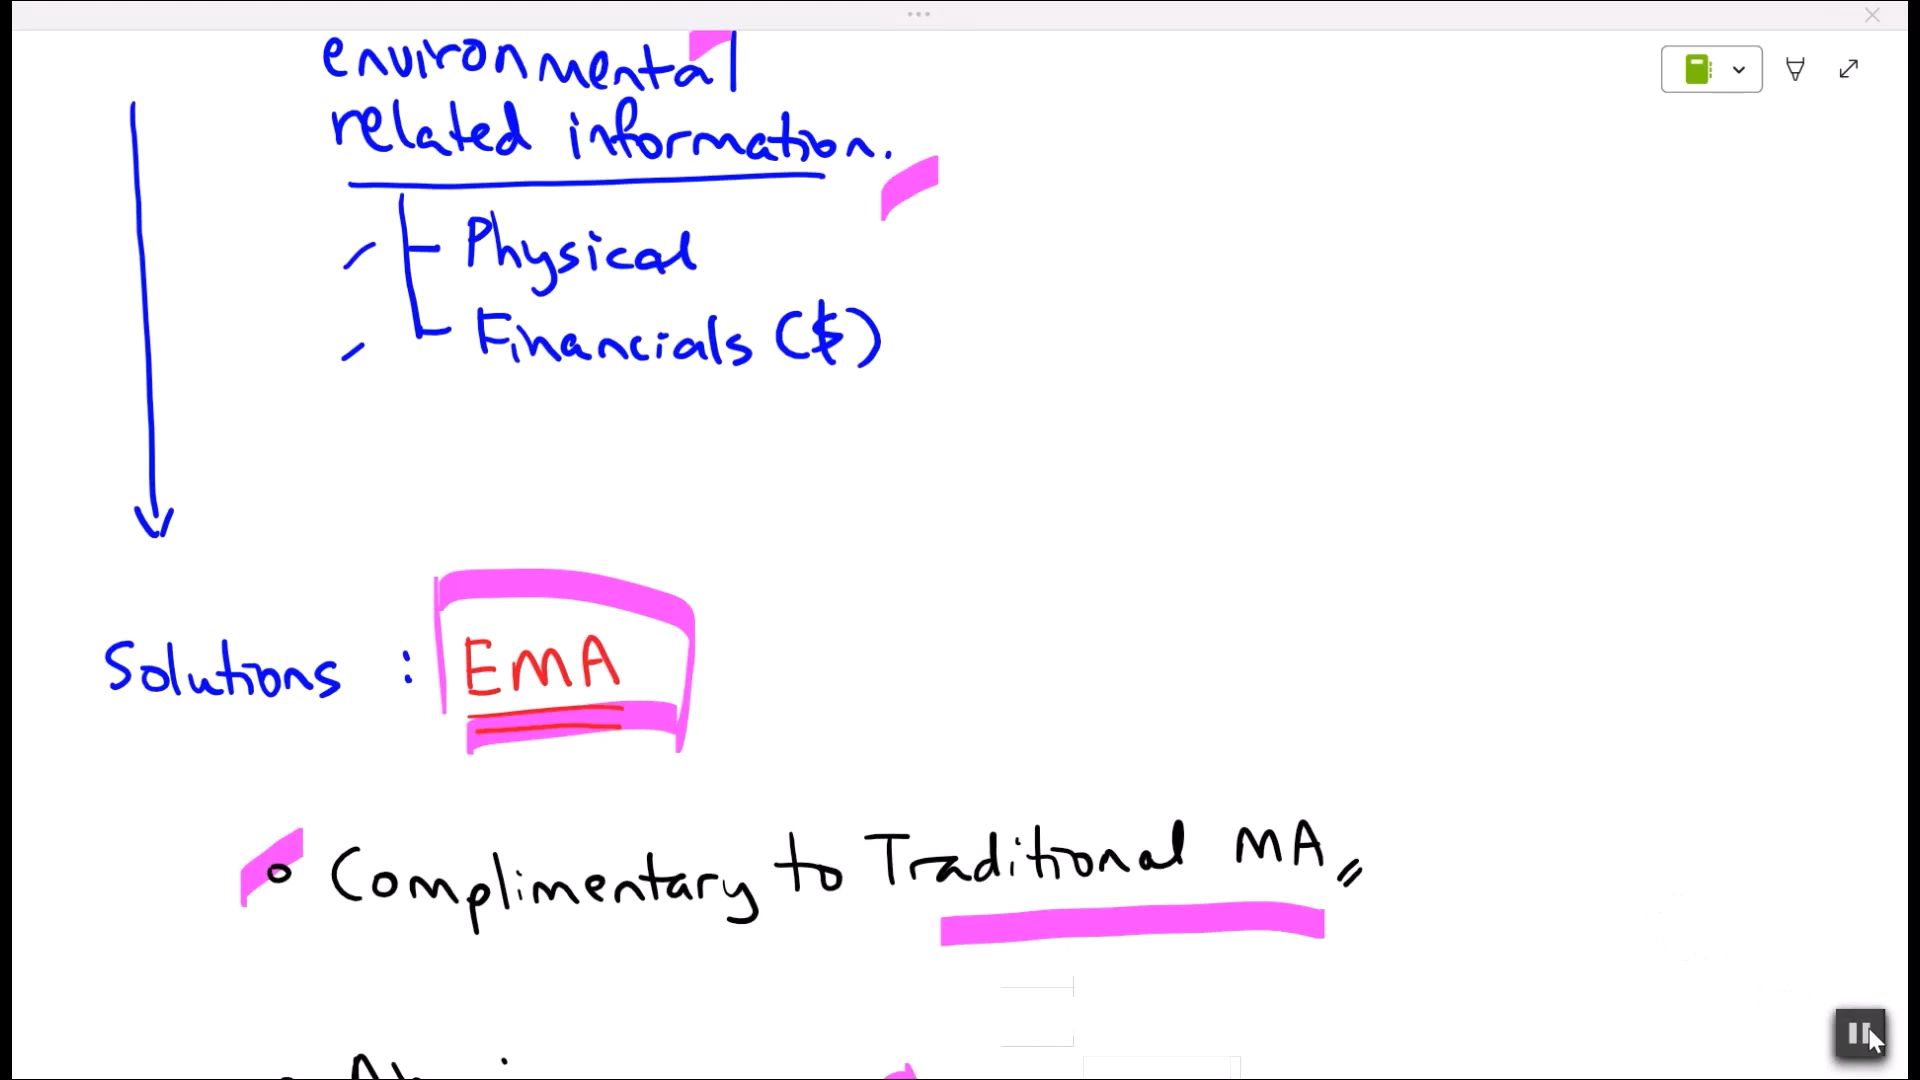 environmental
related information.
Physical
Financials ($)
Solutions : EMA
Complimentary to Traditional MA